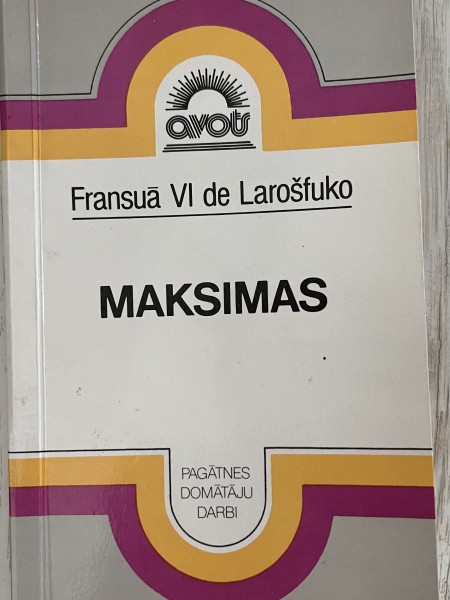 avots
Fransuā VI de Larošfuko
MAKSIMAS
PAGĀTNES
DOMĀTĀJU
DARBI